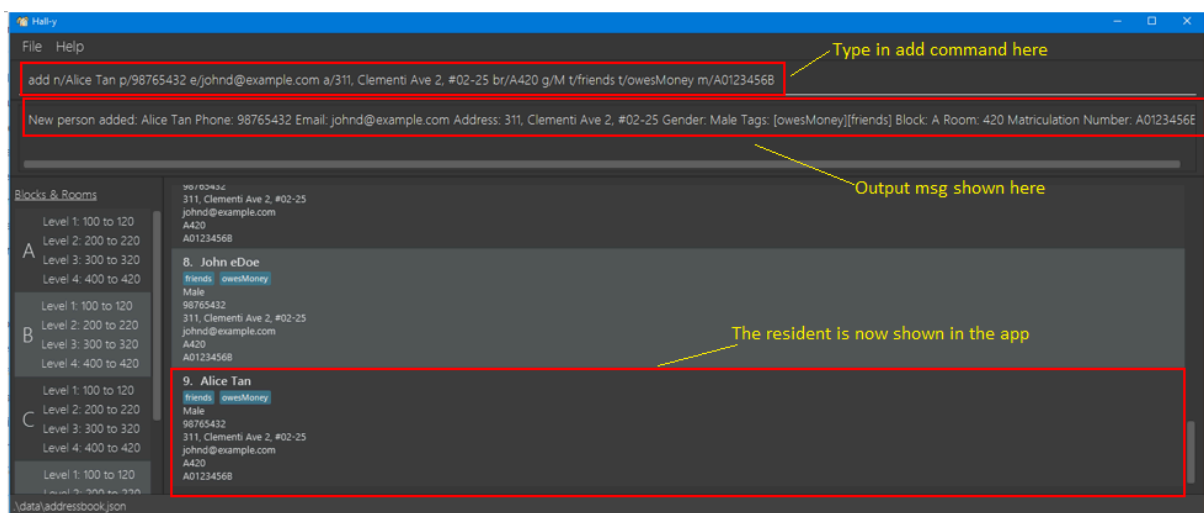 Hall-y
File Help
Type in add command here
add n/Alice Tan p/98765432 e/johnd@example.com a/311, Clementi Ave 2, #02-25 br/A420 g/M t/friends t/owesMoney m/A0123456B
New person added: Alice Tan Phone: 98765432 Email: johnd@example.com Address: 311, Clementi Ave 2, #02-25 Gender: Male Tags: [owesMoney][friends] Block: A Room: 420 Matriculation Number: A0123456B
Output msg shown here
Blocks & Rooms
A
Level 1: 100 to 120
Level 2: 200 to 220
Level 3: 300 to 320
Level 4: 400 to 420
B
Level 1: 100 to 120
Level 2: 200 to 220
Level 3: 300 to 320
Level 4: 400 to 420
C
Level 1: 100 to 120
Level 2: 200 to 220
Level 3: 300 to 320
Level 4: 400 to 420
Level 1: 100 to 120
Level 2: 200 to 220
98765432
311, Clementi Ave 2, #02-25
johnd@example.com
A420
A0123456B
8. John eDoe
friends owesMoney
Male
98765432
311, Clementi Ave 2, #02-25
johnd@example.com
A420
A0123456B
The resident is now shown in the app
9. Alice Tan
friends owesMoney
Male
98765432
311, Clementi Ave 2, #02-25
johnd@example.com
A420
A0123456B
.\data\addressbook.json